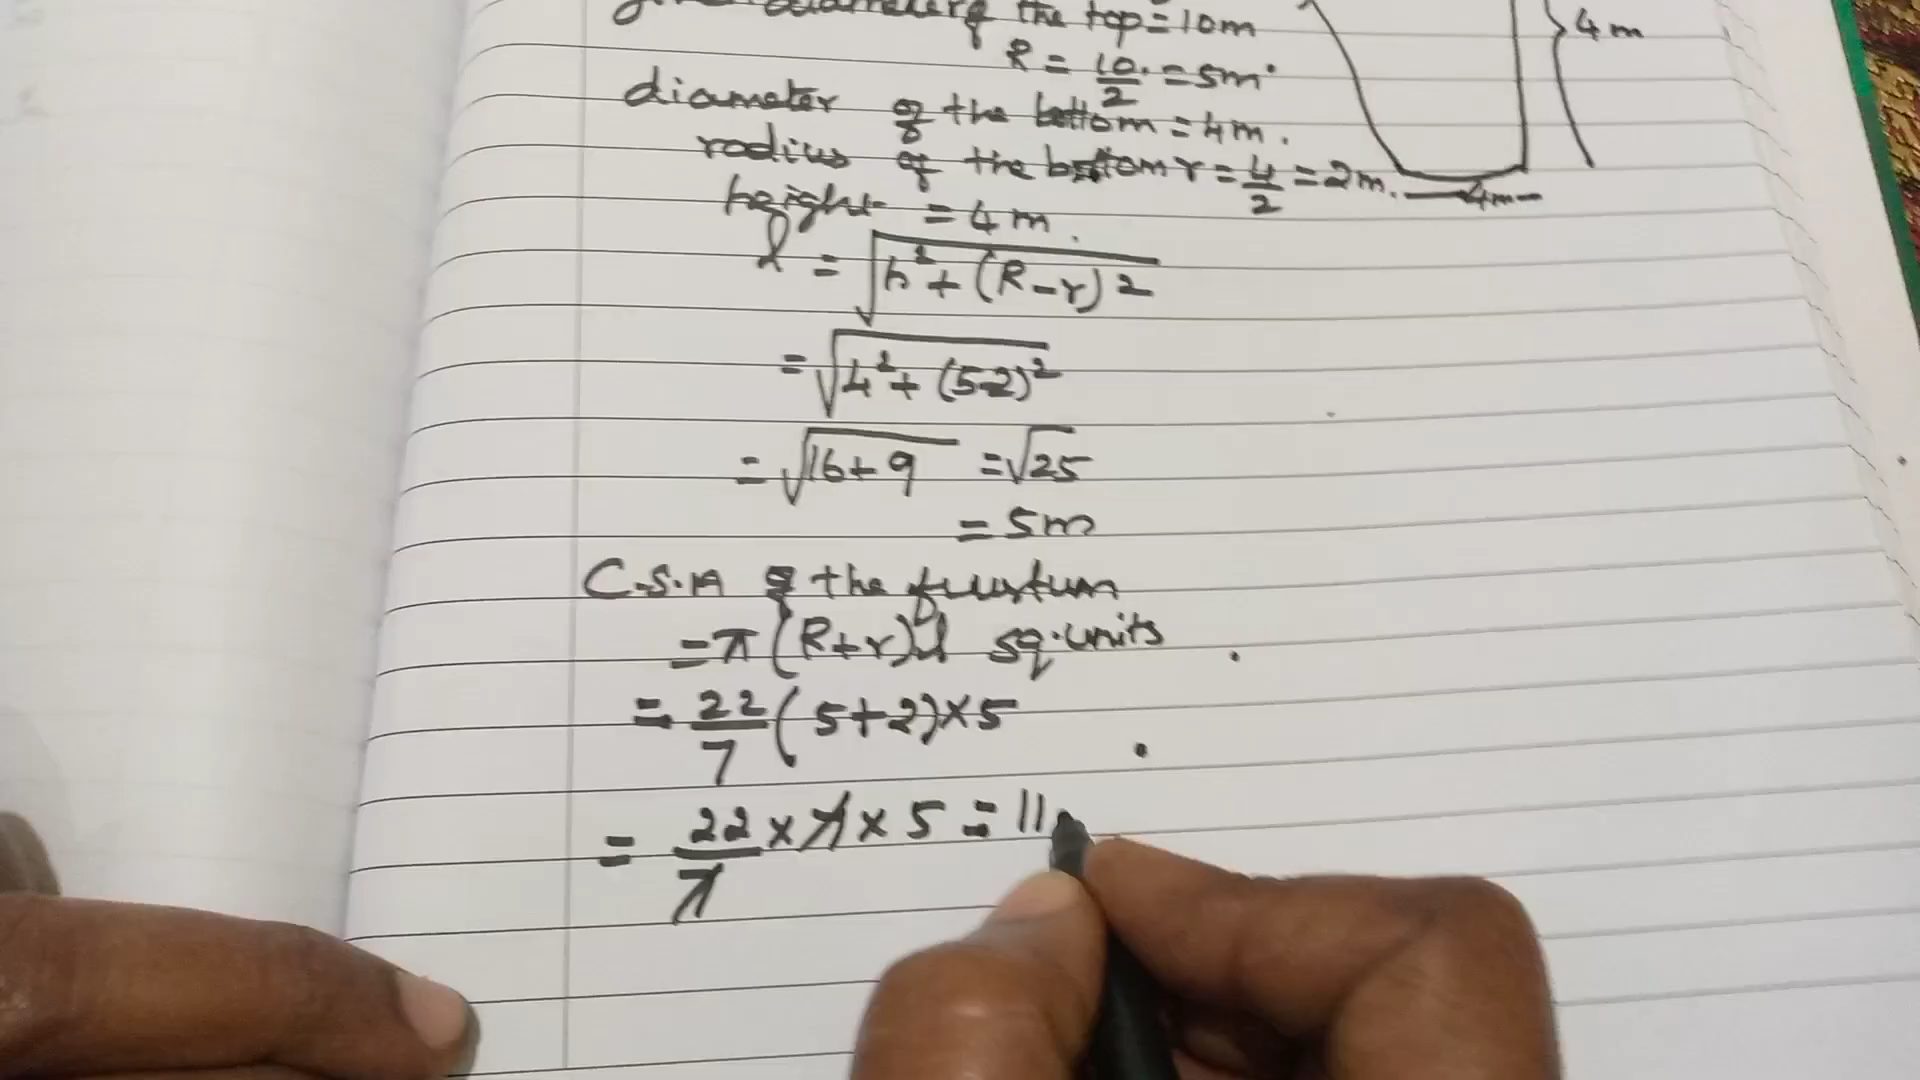 diameter of the top = 10m
4m
R = 10/2 = 5m
diameter of the bottom = 4m.
radius of the bottom r = 4/2 = 2m.
4m
height = 4m.
l = √h²+(R-r)2
= √4²+(5-2)²
= √16+9 = √25
= 5m
C.S.A of the frustum
= π(R+r)l sq.units
= 22/7 (5+2)×5
= 22/7 × 7 × 5 = 11